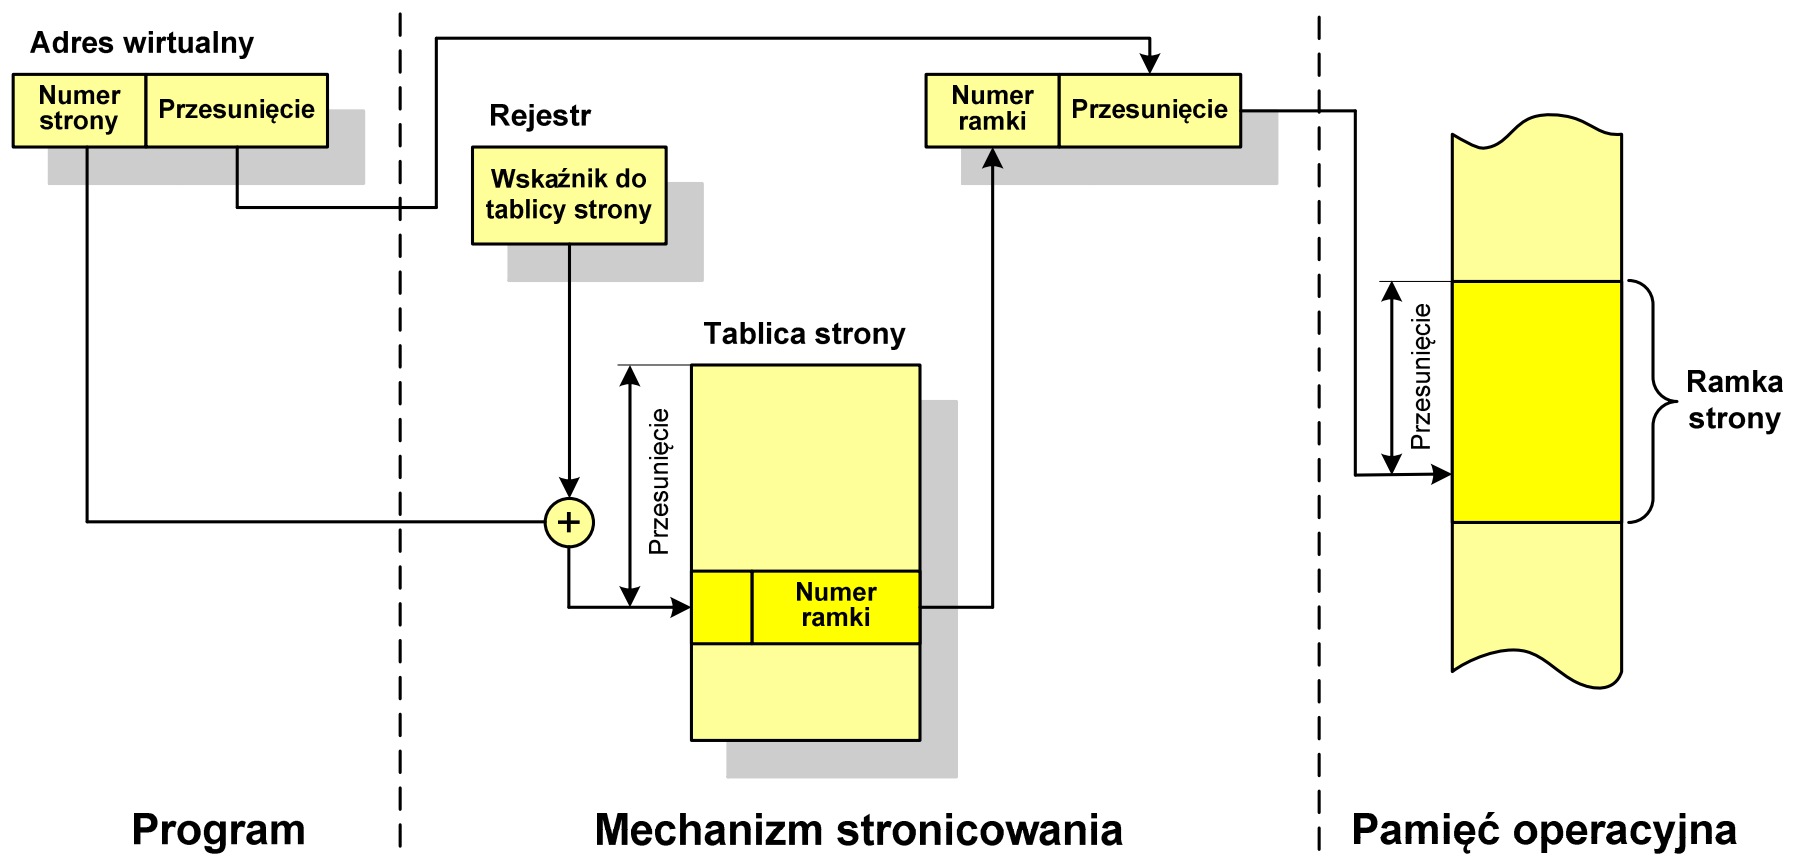 Adres wirtualny
Numer
strony
Przesunięcie
Rejestr
Wskaźnik do
tablicy strony
Numer
ramki
Przesunięcie
Tablica strony
Przesunięcie
+
Numer
ramki
Przesunięcie
Ramka
strony
Program
Mechanizm stronicowania
Pamięć operacyjna